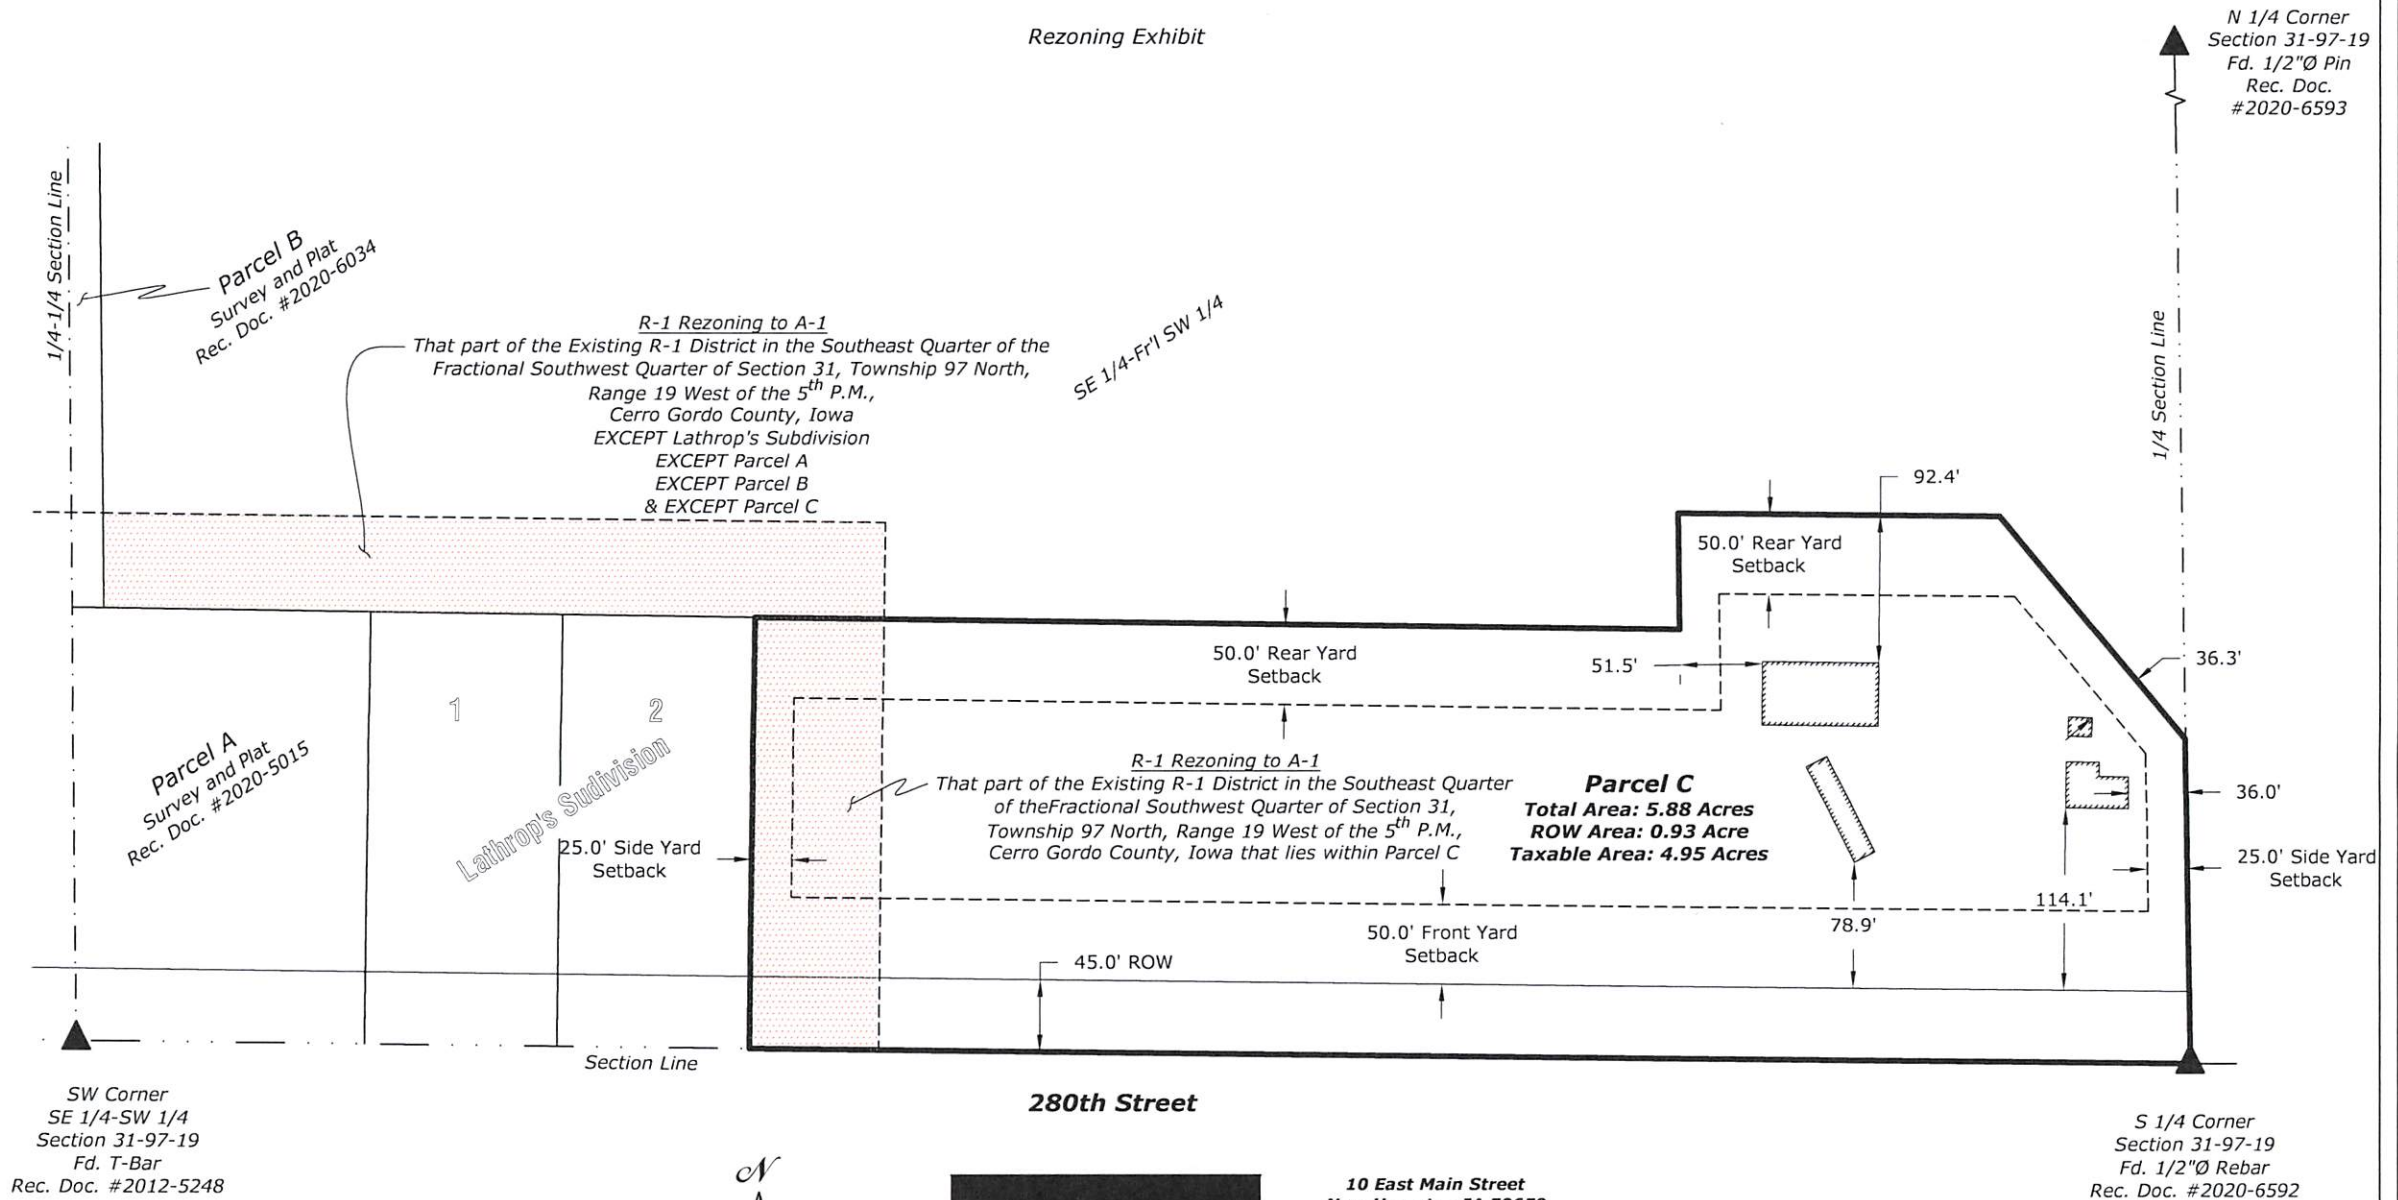 Rezoning Exhibit
N 1/4 Corner
Section 31-97-19
Fd. 1/2"Ø Pin
Rec. Doc.
#2020-6593
1/4-1/4 Section Line
Parcel B
Survey and Plat
Rec. Doc. #2020-6034
R-1 Rezoning to A-1
That part of the Existing R-1 District in the Southeast Quarter of the
Fractional Southwest Quarter of Section 31, Township 97 North,
Range 19 West of the 5th P.M.,
Cerro Gordo County, Iowa
EXCEPT Lathrop's Subdivision
EXCEPT Parcel A
EXCEPT Parcel B
& EXCEPT Parcel C
SE 1/4-Fr'l SW 1/4
1/4 Section Line
92.4'
50.0' Rear Yard
Setback
50.0' Rear Yard
Setback
51.5'
36.3'
1
2
Lathrop's Sudivision
Parcel A
Survey and Plat
Rec. Doc. #2020-5015
R-1 Rezoning to A-1
That part of the Existing R-1 District in the Southeast Quarter
of theFractional Southwest Quarter of Section 31,
Township 97 North, Range 19 West of the 5th P.M.,
Cerro Gordo County, Iowa that lies within Parcel C
Parcel C
Total Area: 5.88 Acres
ROW Area: 0.93 Acre
Taxable Area: 4.95 Acres
36.0'
25.0' Side Yard
Setback
25.0' Side Yard
Setback
114.1'
78.9'
50.0' Front Yard
Setback
45.0' ROW
Section Line
280th Street
SW Corner
SE 1/4-SW 1/4
Section 31-97-19
Fd. T-Bar
Rec. Doc. #2012-5248
N
10 East Main Street
S 1/4 Corner
Section 31-97-19
Fd. 1/2"Ø Rebar
Rec. Doc. #2020-6592